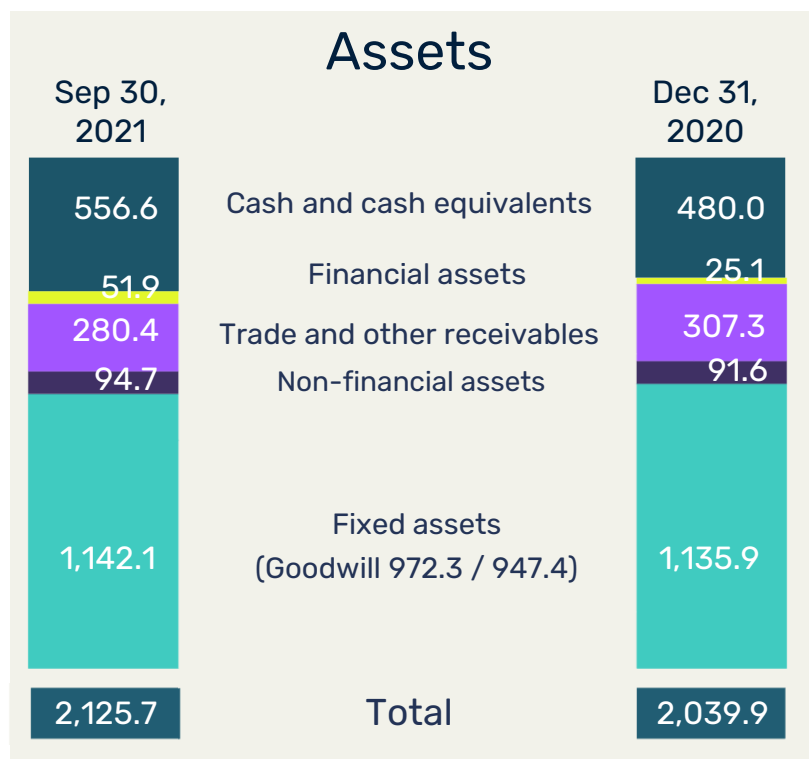 Assets
Sep 30,
2021
Dec 31,
2020
556.6 Cash and cash equivalents 480.0
51.9 Financial assets 25.1
280.4 Trade and other receivables 307.3
94.7 Non-financial assets 91.6
Fixed assets
1,142.1 (Goodwill 972.3 / 947.4) 1,135.9
2,125.7 Total 2,039.9